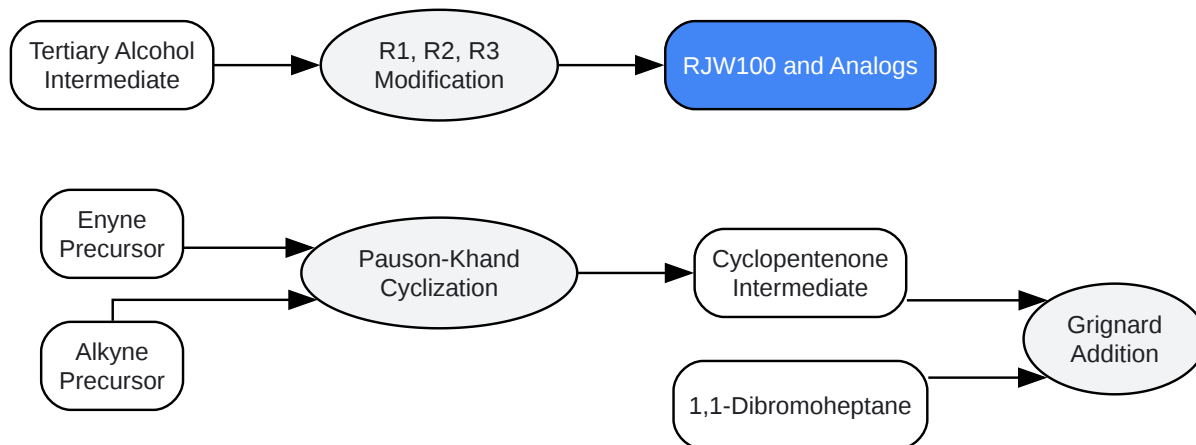 Tertiary Alcohol
Intermediate
R1, R2, R3
Modification
RJW100 and Analogs
Enyne
Precursor
Pauson-Khand
Cyclization
Cyclopentenone
Intermediate
Grignard
Addition
Alkyne
Precursor
1,1-Dibromoheptane